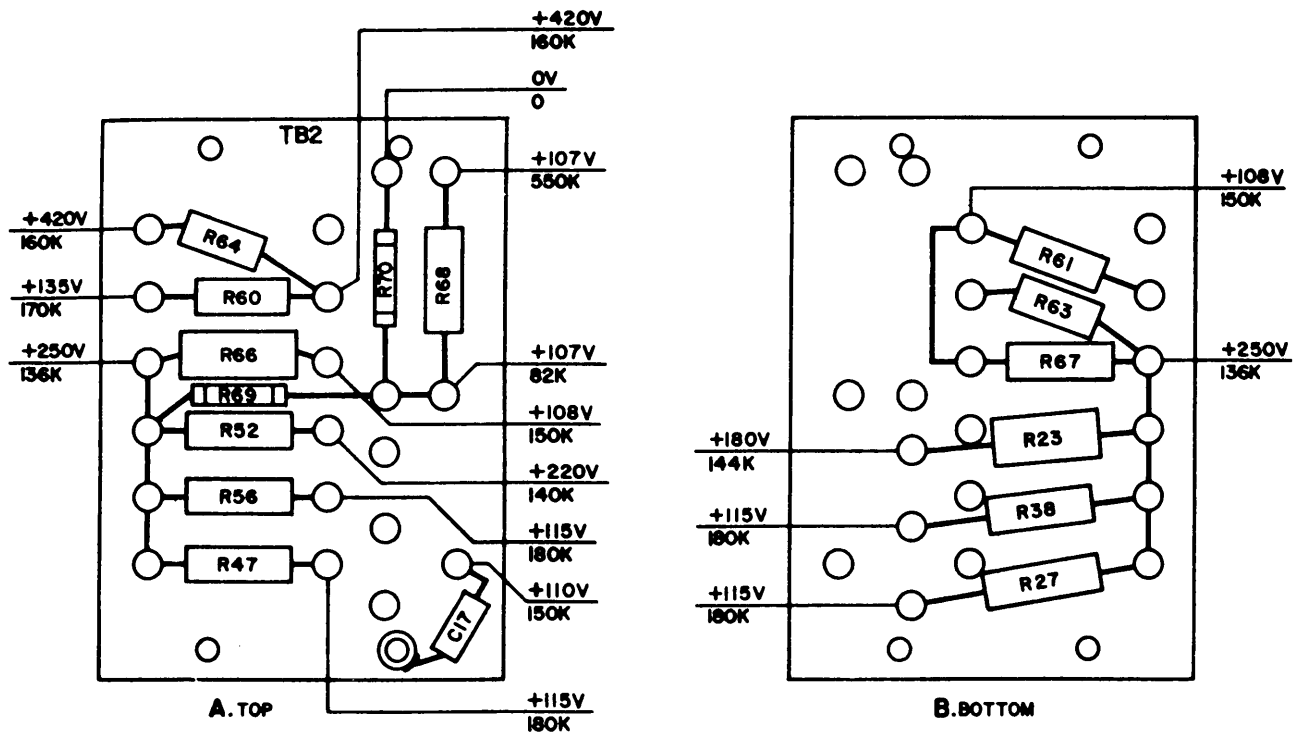 +420V
160K
0V
0
TB2
+107V
550K
+420V
160K
R64
R70
R68
+135V
170K
R60
+250V
136K
R66
+107V
82K
R69
+108V
150K
R52
+220V
140K
R56
+115V
180K
R47
+110V
150K
C17
+115V
180K
A. TOP
+108V
150K
R61
R63
+250V
136K
R67
+180V
144K
R23
+115V
180K
R38
+115V
180K
R27
B. BOTTOM